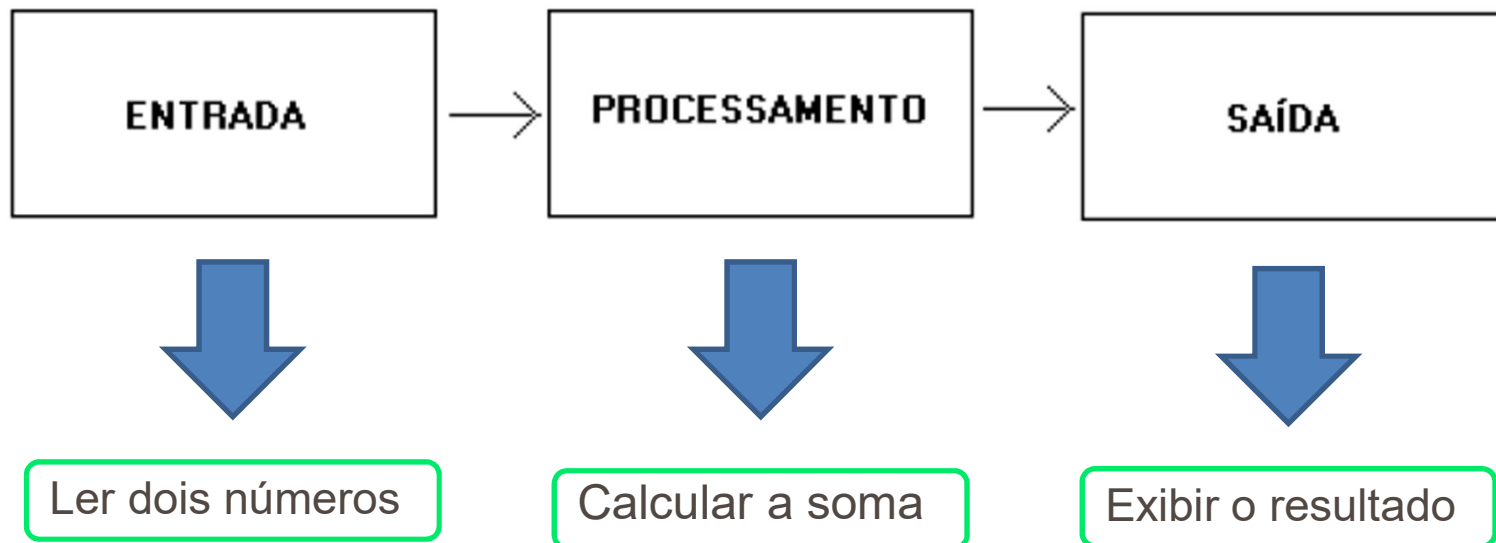 ENTRADA
PROCESSAMENTO
SAÍDA
Ler dois números
Calcular a soma
Exibir o resultado